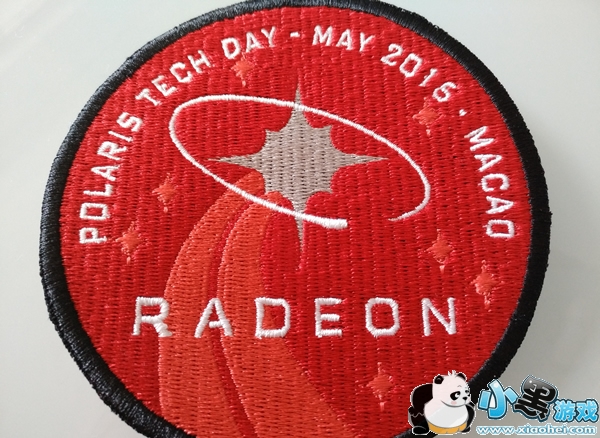 POLARIS TECH DAY - MAY 2016 - MACAO
RADEON
小黑游戏
www.xiaohei.com